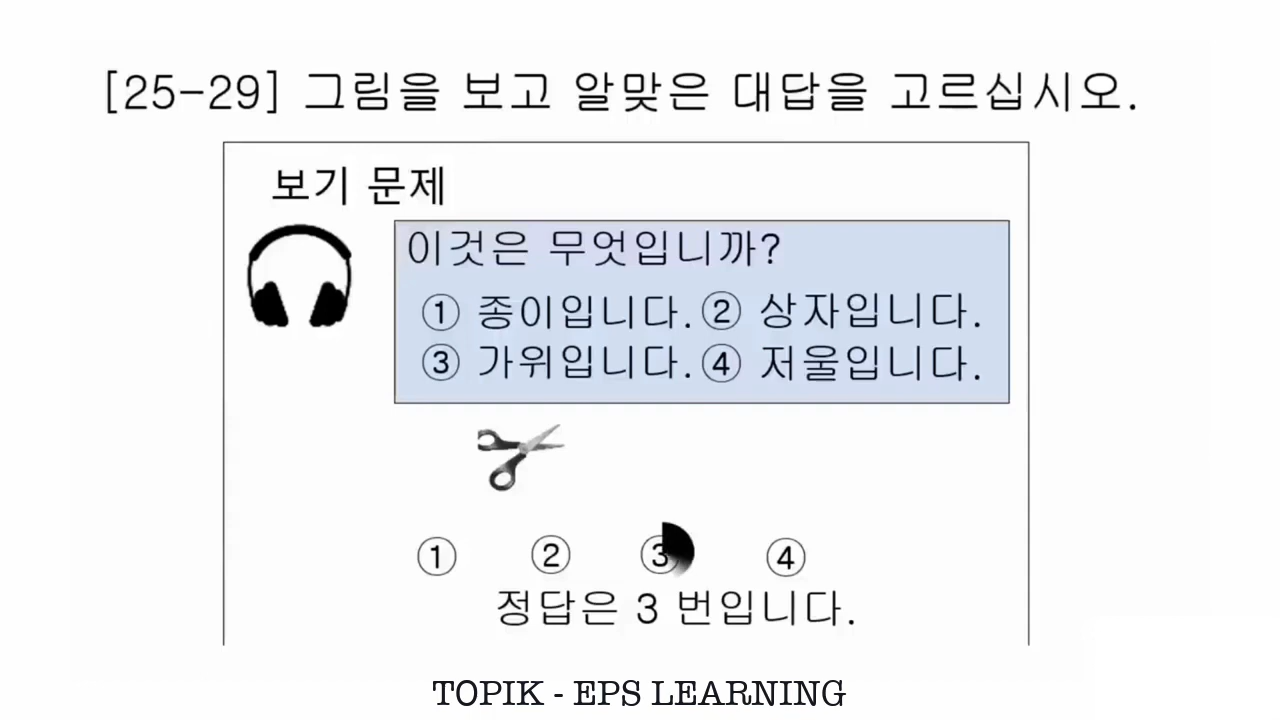 [25-29] 그림을 보고 알맞은 대답을 고르십시오.
보기 문제
이것은 무엇입니까?
① 종이입니다. ② 상자입니다.
③ 가위입니다. ④ 저울입니다.
① ② ③ ④
정답은 3 번입니다.
TOPIK - EPS LEARNING